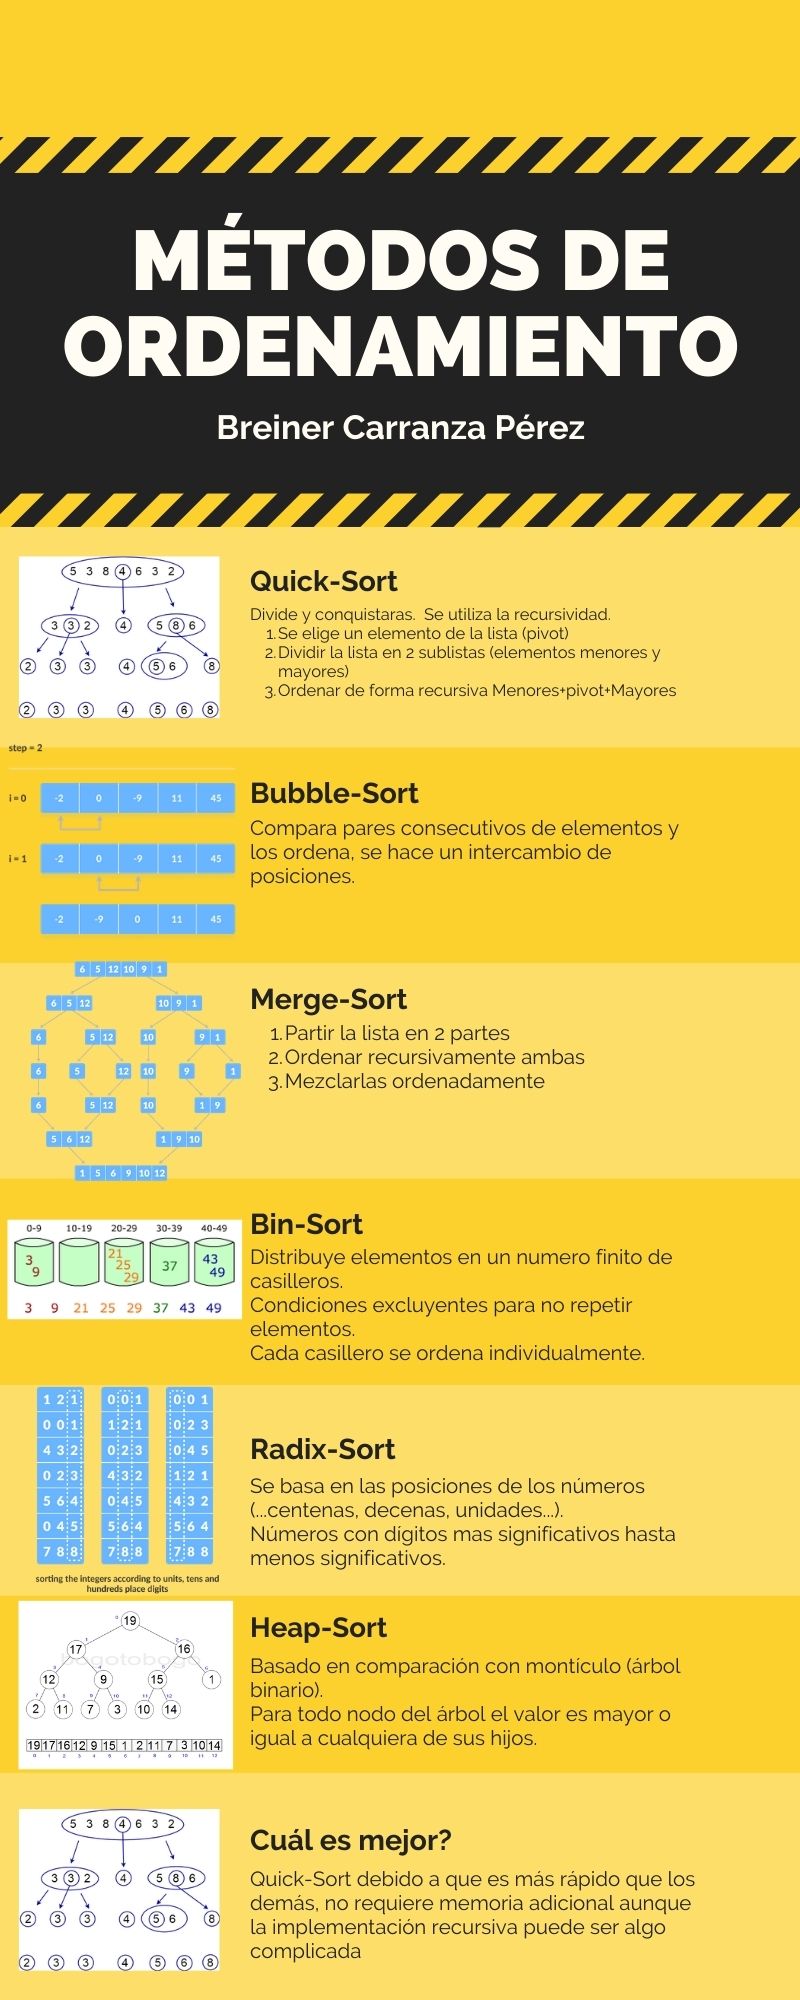 MÉTODOS DE
ORDENAMIENTO
Breiner Carranza Pérez
5 3 8 4 6 3 2
3 3 2 4 5 8 6
2 3 3 4 5 6 8
2 3 3 4 5 6 8
Quick-Sort
Divide y conquistaras. Se utiliza la recursividad.
1. Se elige un elemento de la lista (pivot)
2. Dividir la lista en 2 sublistas (elementos menores y
mayores)
3. Ordenar de forma recursiva Menores+pivot+Mayores
step = 2
i = 0 -2 0 -9 11 45
i = 1 -2 0 -9 11 45
-2 -9 0 11 45
Bubble-Sort
Compara pares consecutivos de elementos y
los ordena, se hace un intercambio de
posiciones.
6 5 12 10 9 1
6 5 12 10 9 1
6 5 12 10 9 1
6 5 12 10 9 1
6 5 12 10 1 9
5 6 12 1 9 10
1 5 6 9 10 12
Merge-Sort
1. Partir la lista en 2 partes
2. Ordenar recursivamente ambas
3. Mezclarlas ordenadamente
0-9 10-19 20-29 30-39 40-49
3 9 21 25 29 37 43 49
3 9 21 25 29 37 43 49
Bin-Sort
Distribuye elementos en un numero finito de
casilleros.
Condiciones excluyentes para no repetir
elementos.
Cada casillero se ordena individualmente.
1 2 1 0 0 1 0 0 1
0 0 1 1 2 1 0 2 3
4 3 2 0 2 3 0 4 5
0 2 3 4 3 2 1 2 1
5 6 4 0 4 5 4 3 2
0 4 5 5 6 4 5 6 4
7 8 8 7 8 8 7 8 8
sorting the integers according to units, tens and
hundreds place digits
Radix-Sort
Se basa en las posiciones de los números
(...centenas, decenas, unidades...).
Números con dígitos mas significativos hasta
menos significativos.
19
17 16
12 9 15 1
2 11 7 3 10 14
19 17 16 12 9 15 1 2 11 7 3 10 14
0 1 2 3 4 5 6 7 8 9 10 11 12
Heap-Sort
Basado en comparación con montículo (árbol
binario).
Para todo nodo del árbol el valor es mayor o
igual a cualquiera de sus hijos.
5 3 8 4 6 3 2
3 3 2 4 5 8 6
2 3 3 4 5 6 8
2 3 3 4 5 6 8
Cuál es mejor?
Quick-Sort debido a que es más rápido que los
demás, no requiere memoria adicional aunque
la implementación recursiva puede ser algo
complicada